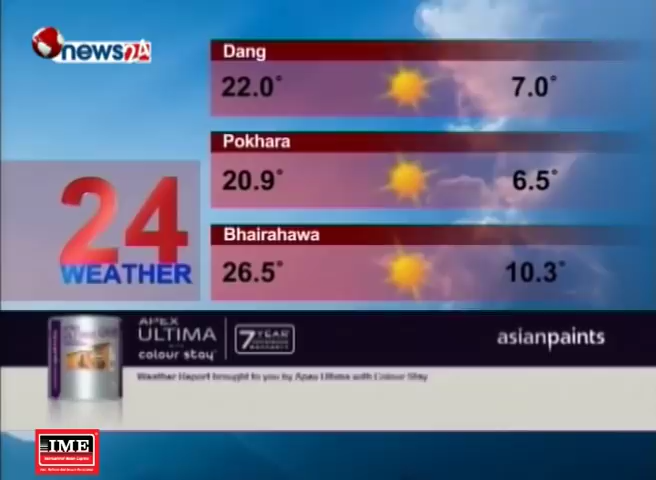 news24
Dang
22.0° 7.0°
Pokhara
20.9° 6.5°
Bhairahawa
26.5° 10.3°
24
WEATHER
APEX
ULTIMA
colour stay
7 YEAR
WARRANTY
asianpaints
Weather Report brought to you by Apex Ultima with Colour Stay
IME